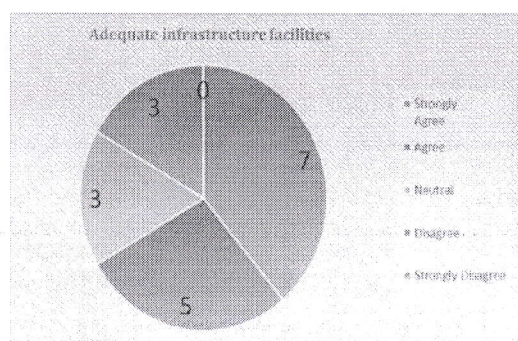 Adequate infrastructure facilities
0
3
7
3
5
Strongly
Agree
Agree
Neutral
Disagree
Strongly Disagree